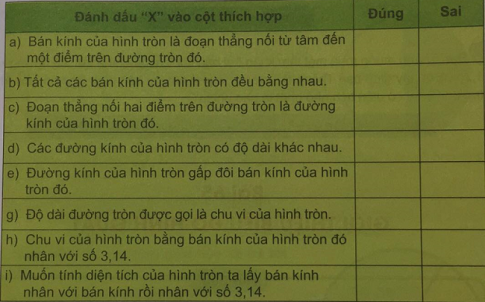 Đánh dấu “X” vào cột thích hợp Đúng Sai
a) Bán kính của hình tròn là đoạn thẳng nối từ tâm đến
một điểm trên đường tròn đó.
b) Tất cả các bán kính của hình tròn đều bằng nhau.
c) Đoạn thẳng nối hai điểm trên đường tròn là đường
kính của hình tròn đó.
d) Các đường kính của hình tròn có độ dài khác nhau.
e) Đường kính của hình tròn gấp đôi bán kính của hình
tròn đó.
g) Độ dài đường tròn được gọi là chu vi của hình tròn.
h) Chu vi của hình tròn bằng bán kính của hình tròn đó
nhân với số 3,14.
i) Muốn tính diện tích của hình tròn ta lấy bán kính
nhân với bán kính rồi nhân với số 3,14.